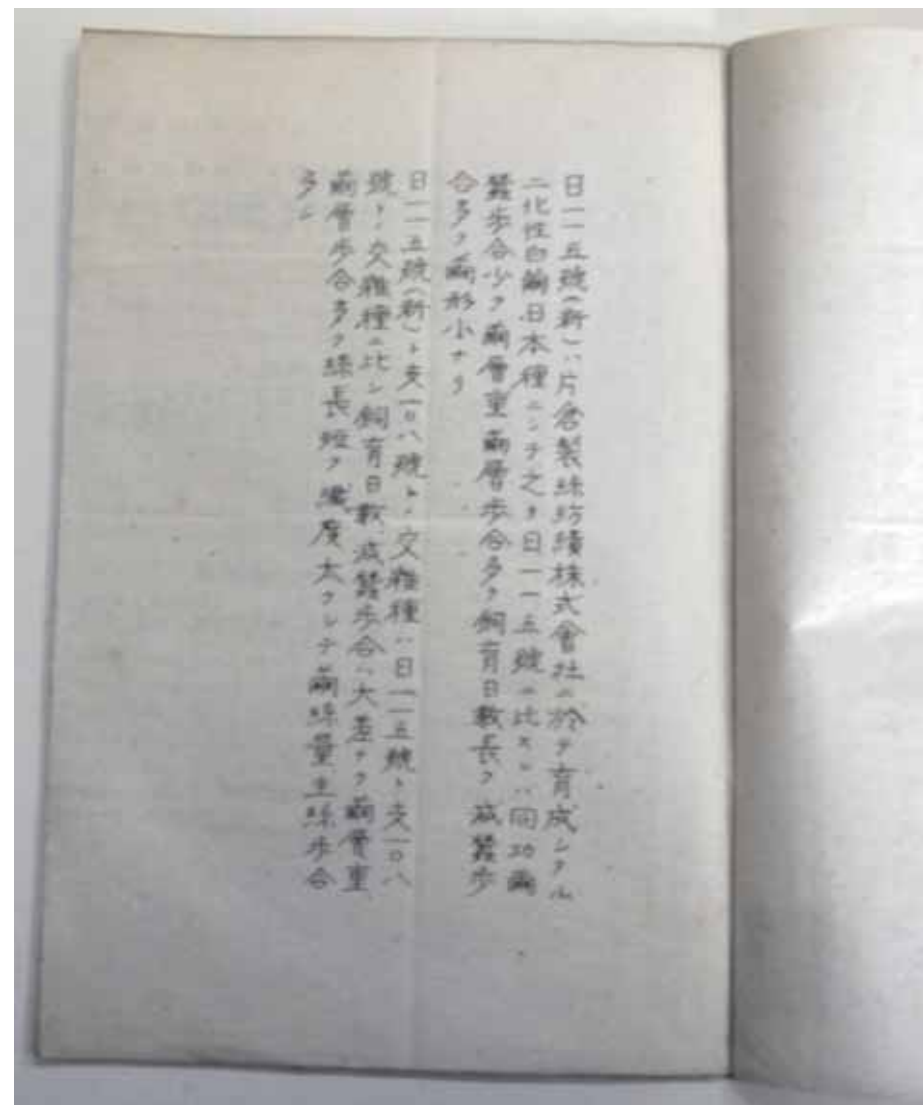 日一一五號(新)ハ片倉製絲紡績株式會社ニ於テ育成シタル
二化性白繭日本種ニシテ之ヲ日一一五號ニ比スレハ同功繭
蠶歩合少ク繭層重繭層歩合多ク飼育日數長ク減蠶歩
合多ク繭形小ナリ
日一一五號(新)ト支一〇八號トノ交雜種ハ日一一五號ト支一〇八
號トノ交雜種ニ比シ飼育日數、減蠶歩合ハ大差ナク繭層重
繭層歩合多ク絲長短ク纖度太クシテ繭絲量生絲歩合
多シ